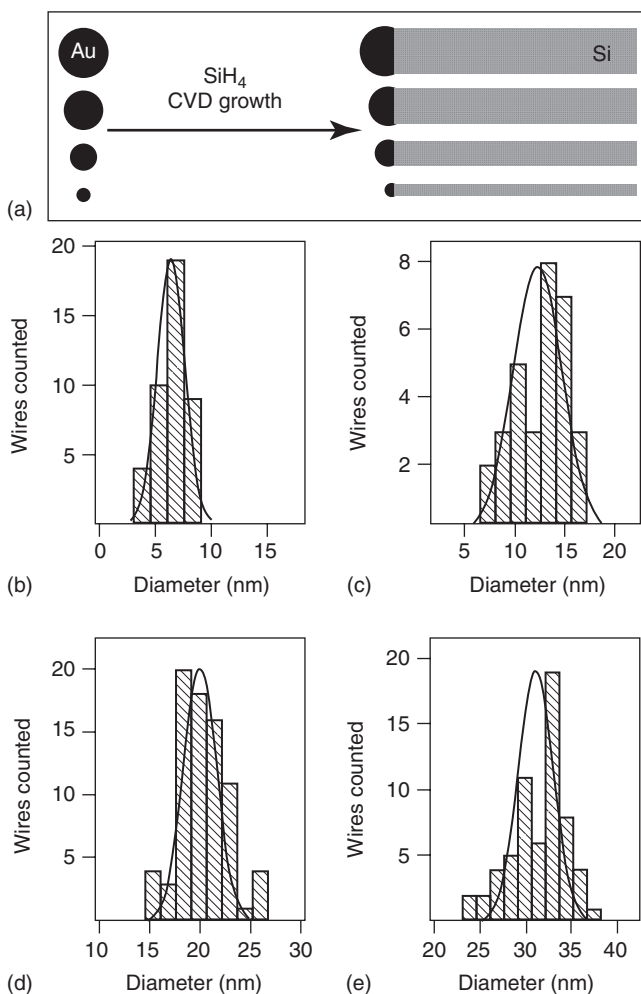 Au
SiH4
CVD growth
Si
(a)
20
15
10
5
Wires counted
0 5 10 15
Diameter (nm)
(b)
8
6
4
2
Wires counted
5 10 15 20
Diameter (nm)
(c)
20
15
10
5
Wires counted
10 15 20 25 30
Diameter (nm)
(d)
20
15
10
5
Wires counted
20 25 30 35 40
Diameter (nm)
(e)